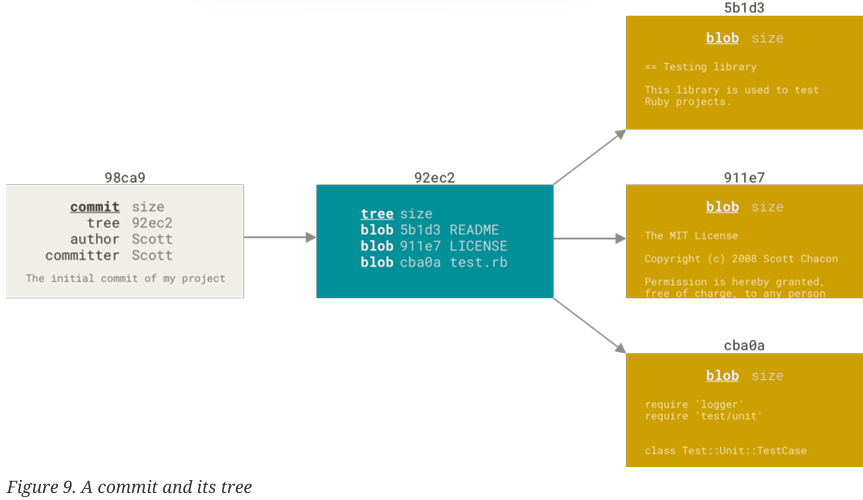 5b1d3
blob size
== Testing library
This library is used to test
Ruby projects.
98ca9
commit size
tree 92ec2
author Scott
committer Scott
The initial commit of my project
92ec2
tree size
blob 5b1d3 README
blob 911e7 LICENSE
blob cba0a test.rb
911e7
blob size
The MIT License
Copyright (c) 2008 Scott Chacon
Permission is hereby granted,
free of charge, to any person
cba0a
blob size
require 'logger'
require 'test/unit'
class Test::Unit::TestCase
Figure 9. A commit and its tree